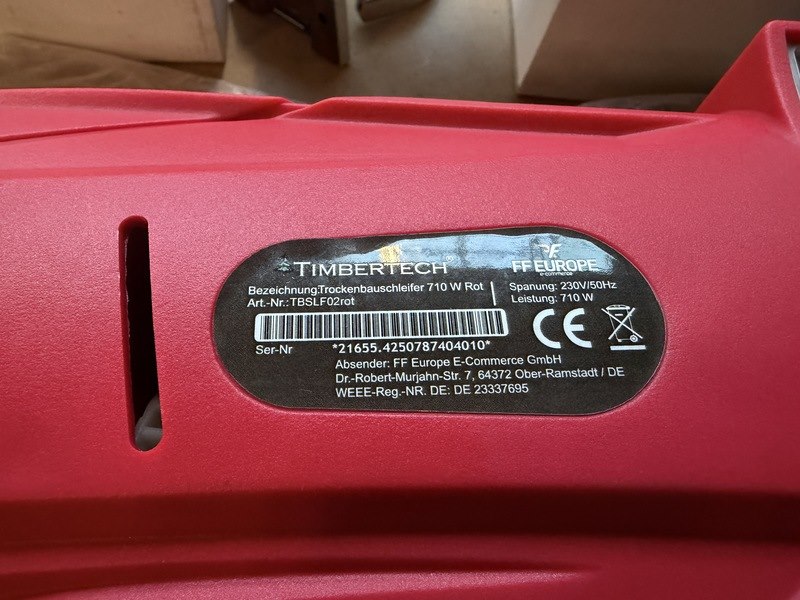 TIMBERTECH
FF EUROPE
e-commerce
Bezeichnung:Trockenbauschleifer 710 W Rot
Art.-Nr.:TBSLF02rot
Spanung: 230V/50Hz
Leistung: 710 W
CE
Ser-Nr *21655.4250787404010*
Absender: FF Europe E-Commerce GmbH
Dr.-Robert-Murjahn-Str. 7, 64372 Ober-Ramstadt / DE
WEEE-Reg.-NR. DE: DE 23337695